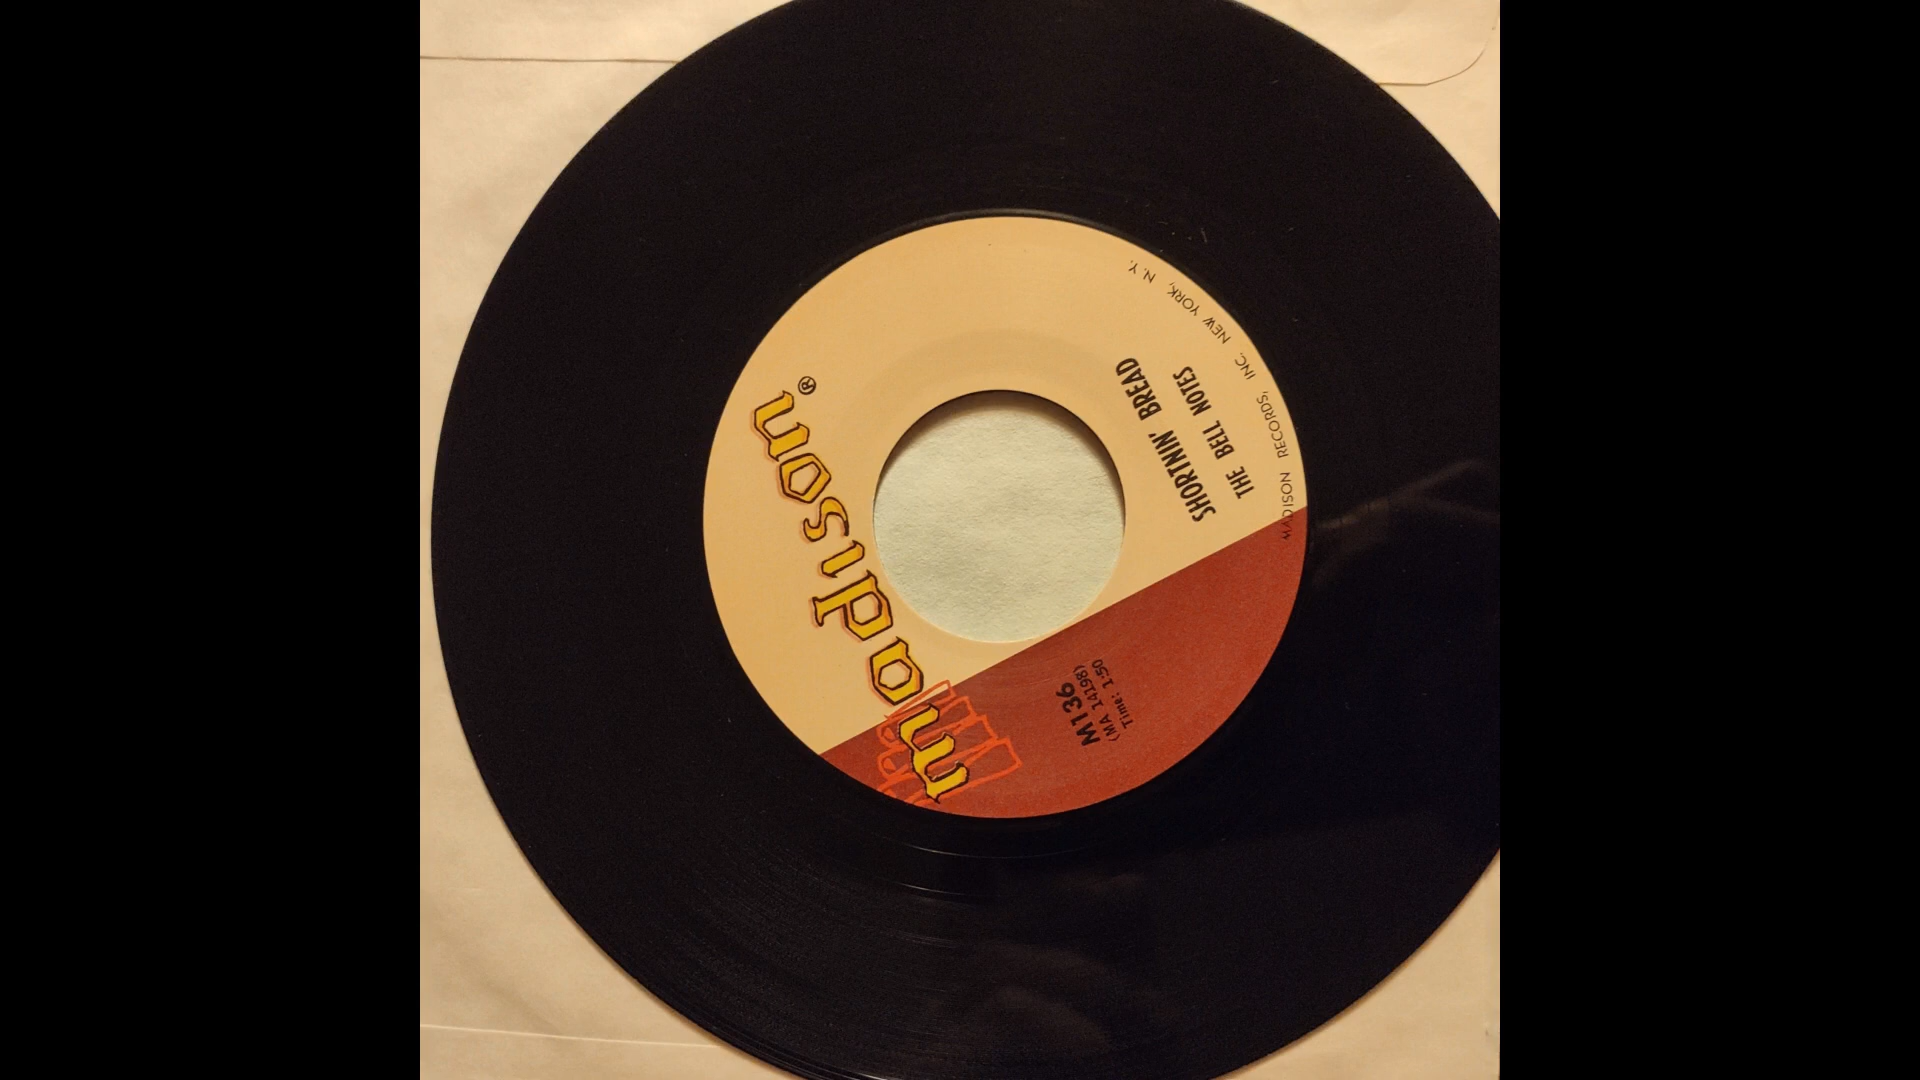 madison®
M136
(MA 14198)
Time: 1:50
SHORTNIN' BREAD
THE BELL NOTES
MADISON RECORDS, INC. NEW YORK, N. Y.